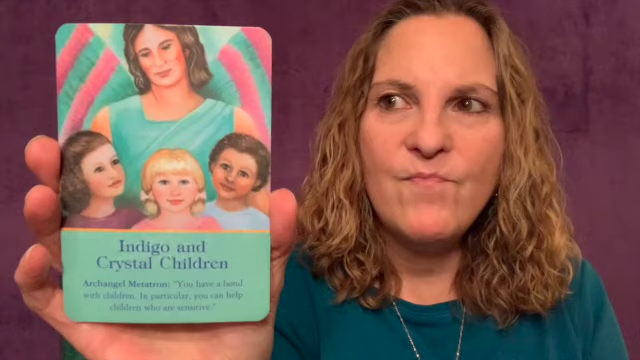 Indigo and
Crystal Children
Archangel Metatron: "You have a bond
with children. In particular, you can help
children who are sensitive."